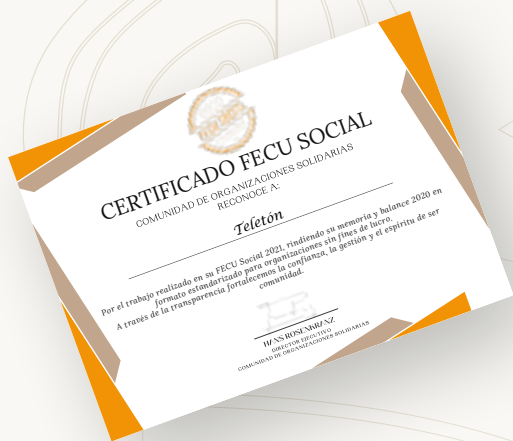 CERTIFICADO FECU SOCIAL
COMUNIDAD DE ORGANIZACIONES SOLIDARIAS
RECONOCE A:
Teletón
Por el trabajo realizado en su FECU Social 2021, rindiendo su memoria y balance 2020 en
formato estandarizado para organizaciones sin fines de lucro.
A través de la transparencia fortalecemos la confianza, la gestión y el espíritu de ser
comunidad.
HANS ROSENKRANZ
DIRECTOR EJECUTIVO
COMUNIDAD DE ORGANIZACIONES SOLIDARIAS